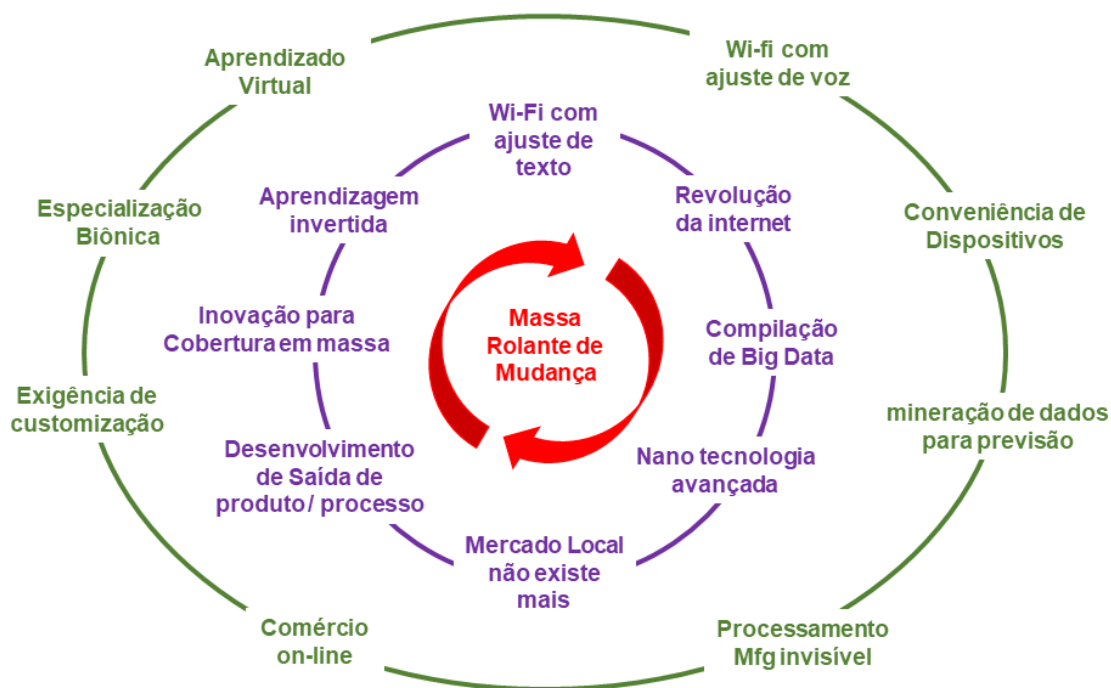 Aprendizado
Virtual
Wi-fi com
ajuste de voz
Wi-Fi com
ajuste de
texto
Aprendizagem
invertida
Revolução
da internet
Especialização
Biônica
Conveniência de
Dispositivos
Inovação para
Cobertura em massa
Massa
Rolante de
Mudança
Compilação
de Big Data
Exigência de
customização
mineração de dados
para previsão
Desenvolvimento
de Saída de
produto / processo
Nano tecnologia
avançada
Mercado Local
não existe
mais
Comércio
on-line
Processamento
Mfg invisível